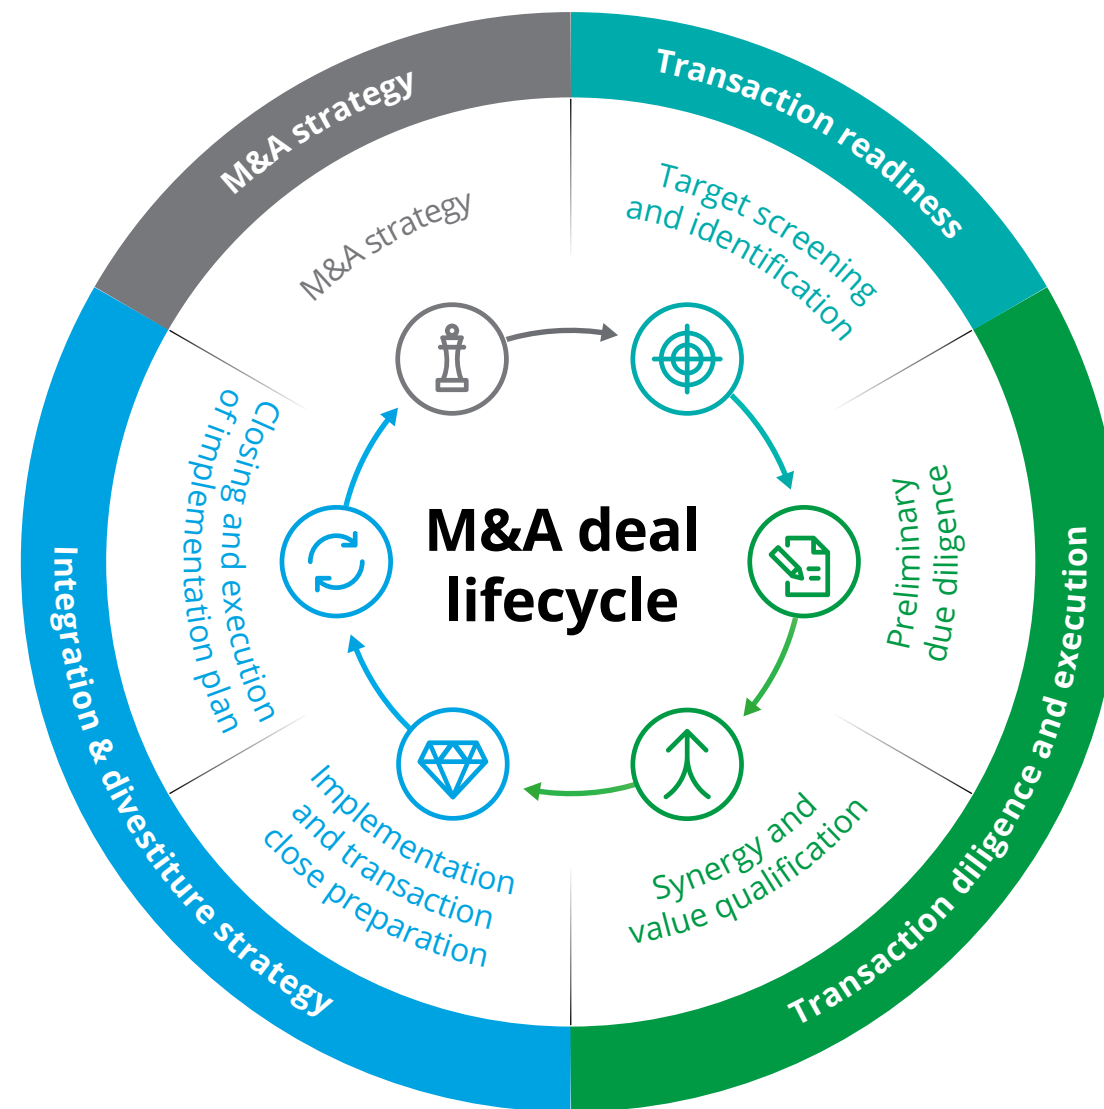 M&A strategy
Transaction readiness
Transaction diligence and execution
Integration & divestiture strategy
M&A strategy
Target screening
and identification
Preliminary
due diligence
Synergy and
value qualification
Implementation
and transaction
close preparation
Closing and execution
of implementation plan
M&A deal
lifecycle